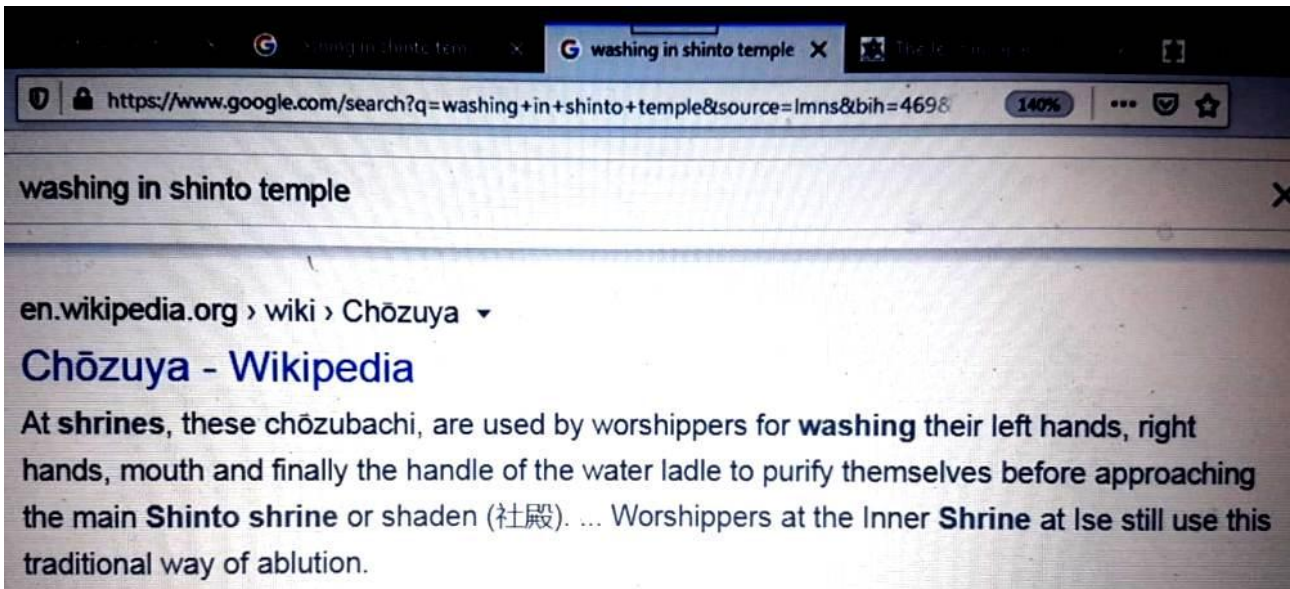 washing in shinto temple
https://www.google.com/search?q=washing+in+shinto+temple&source=lmns&bih=4698
140%
washing in shinto temple
en.wikipedia.org › wiki › Chōzuya
Chōzuya - Wikipedia
At shrines, these chōzubachi, are used by worshippers for washing their left hands, right
hands, mouth and finally the handle of the water ladle to purify themselves before approaching
the main Shinto shrine or shaden (社殿). ... Worshippers at the Inner Shrine at Ise still use this
traditional way of ablution.